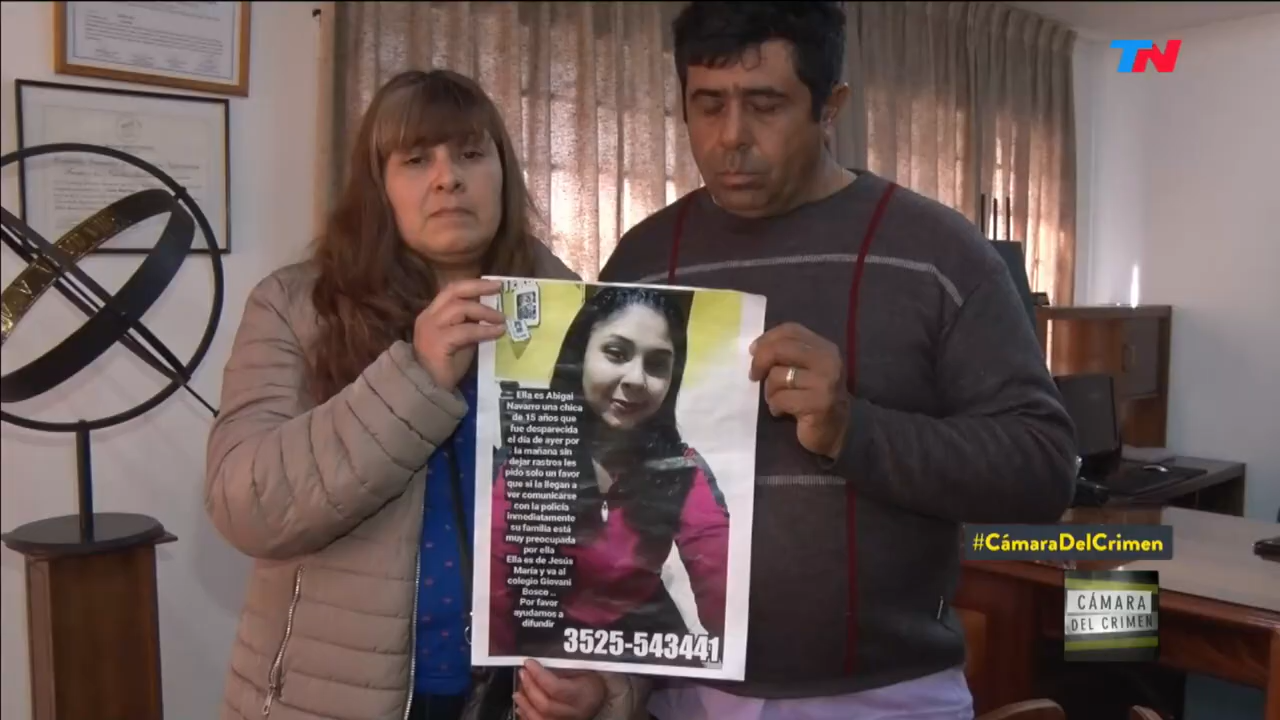 TN
Ella es Abigal
Navarro una chica
de 15 años que
fue desparecida
el día de ayer por
la mañana sin
dejar rastros les
pido solo un favor
que si la llegan a
ver comunicarse
con la policía
inmediatamente
su familia está
muy preocupada
por ella
Ella es de Jesús
María y va al
colegio Giovani
Bosco ..
Por favor
ayudarnos a
difundir
3525-543441
#CámaraDelCrimen
CÁMARA
DEL CRIMEN